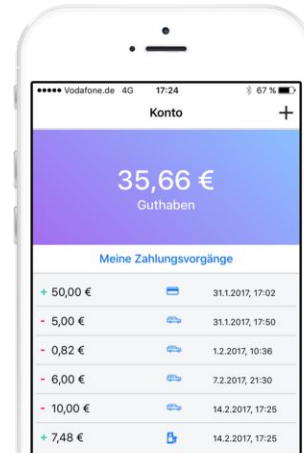 Vodafone.de 4G 17:24 67 %
Konto +
35,66 €
Guthaben
Meine Zahlungsvorgänge
+ 50,00 € 31.1.2017, 17:02
- 5,00 € 31.1.2017, 17:50
- 0,82 € 1.2.2017, 10:36
- 6,00 € 7.2.2017, 21:30
- 10,00 € 14.2.2017, 17:25
+ 7,48 € 14.2.2017, 17:25